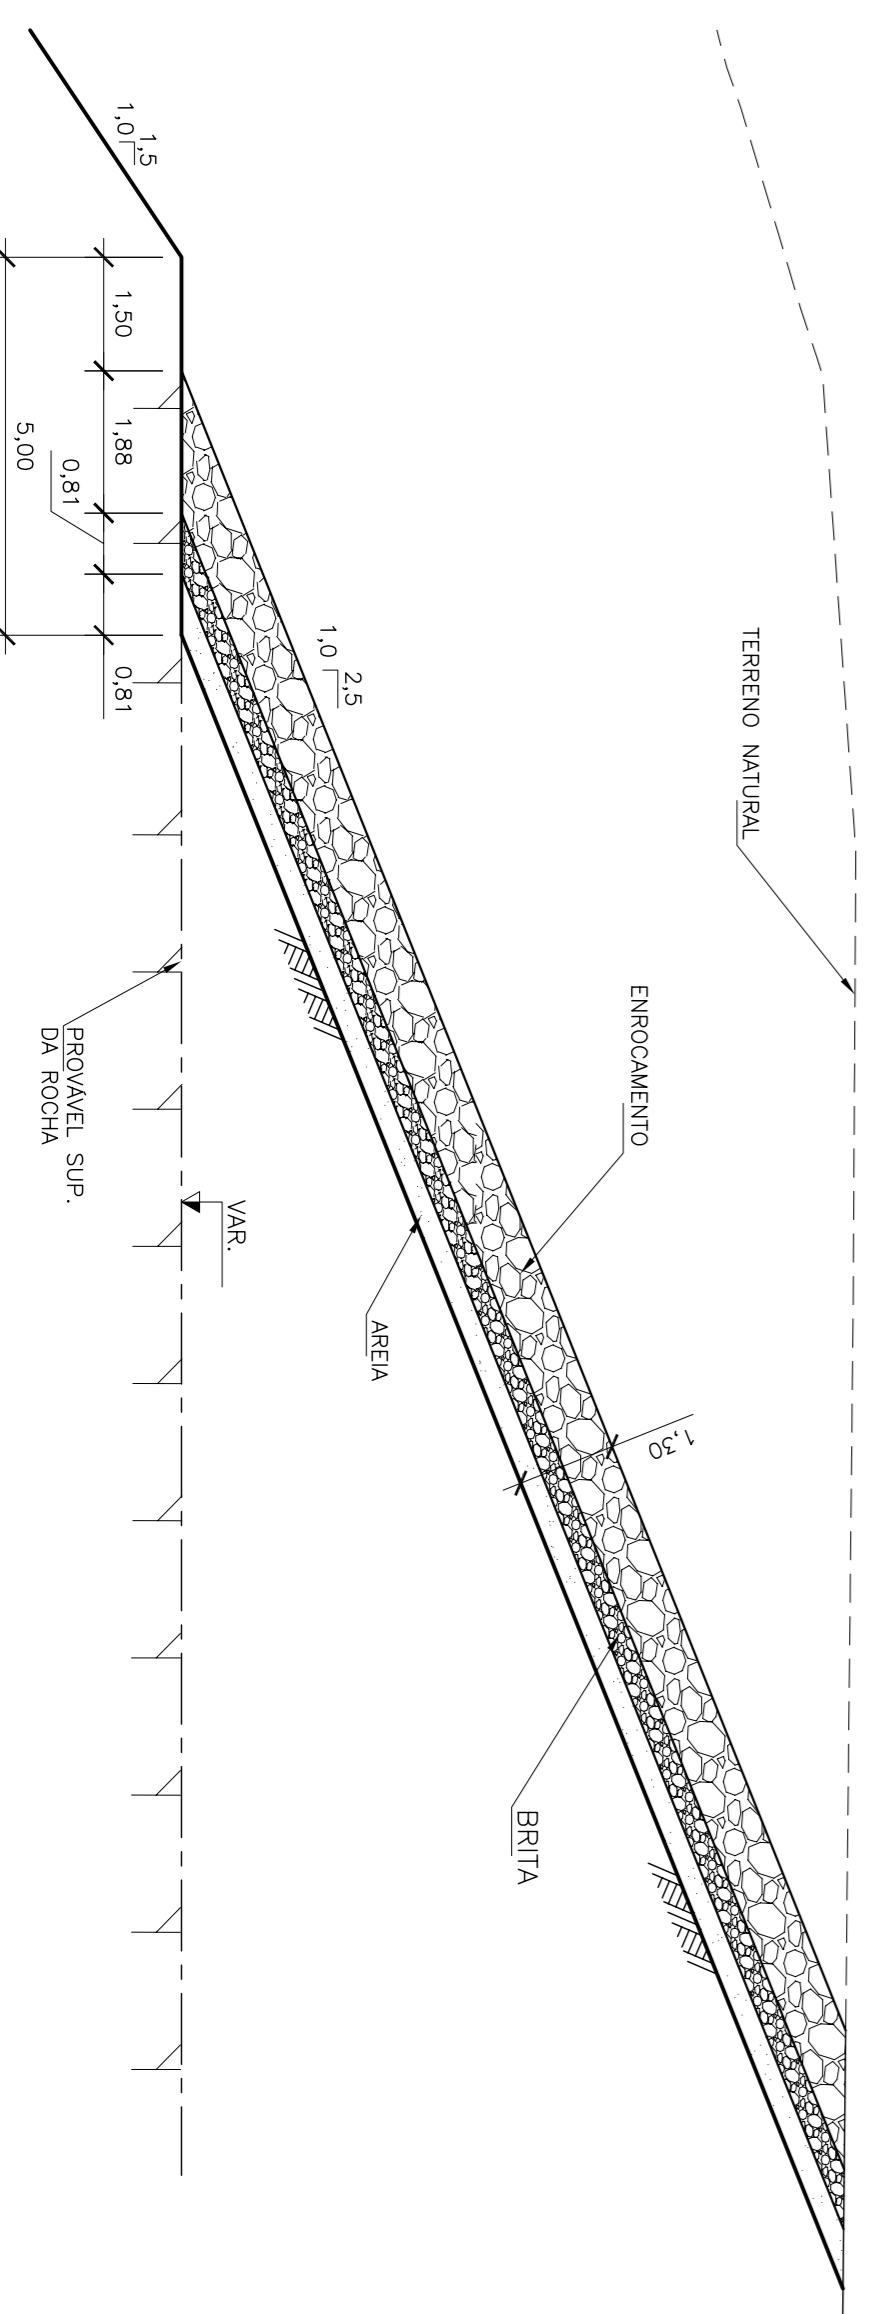 TERRENO NATURAL
ENROCAMENTO
1,30
2,5
1,0
1,5
1,0
BRITA
AREIA
VAR.
PROVÁVEL SUP.
DA ROCHA
1,50
1,88
0,81
0,81
5,00